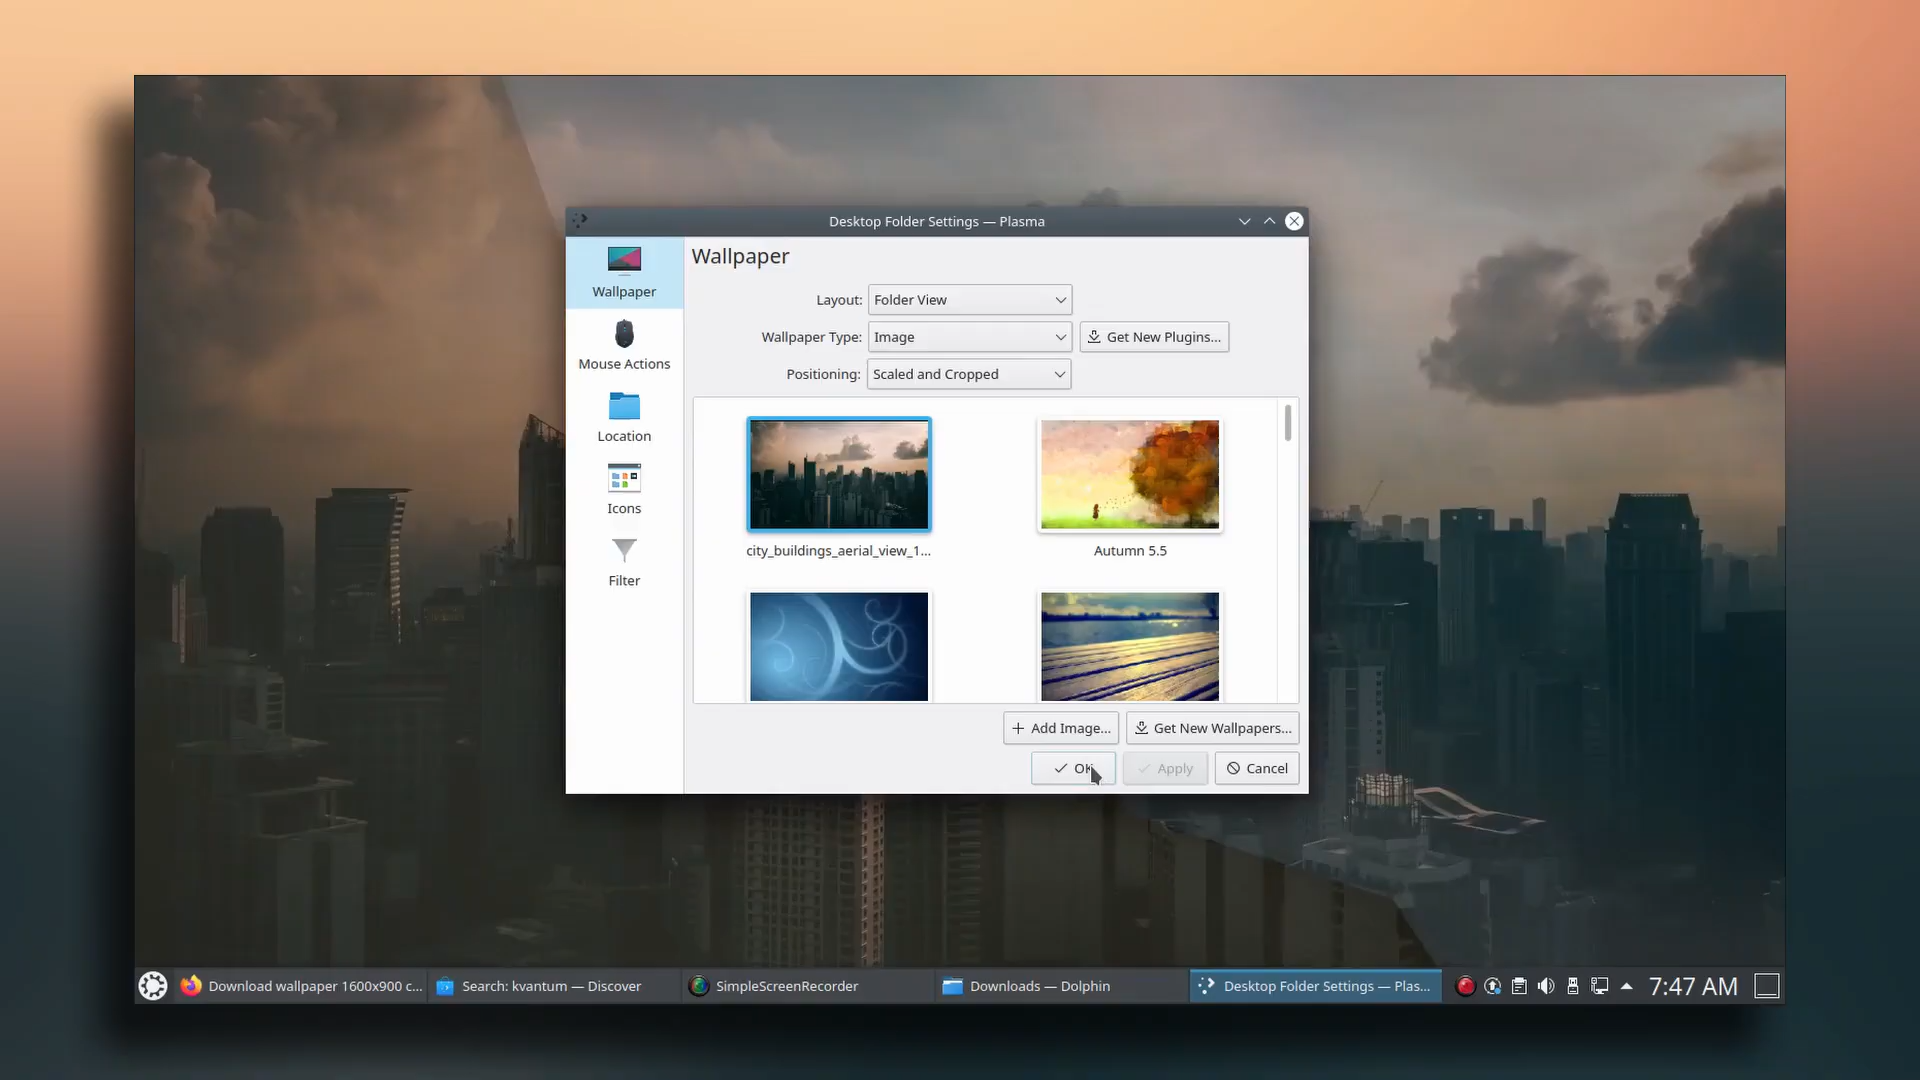 Desktop Folder Settings — Plasma
Wallpaper
Mouse Actions
Location
Icons
Filter
Wallpaper
Layout: Folder View
Wallpaper Type: Image Get New Plugins...
Positioning: Scaled and Cropped
city_buildings_aerial_view_1... Autumn 5.5
Add Image... Get New Wallpapers...
OK Apply Cancel
Download wallpaper 1600x900 c... Search: kvantum — Discover SimpleScreenRecorder Downloads — Dolphin Desktop Folder Settings — Plas... 7:47 AM